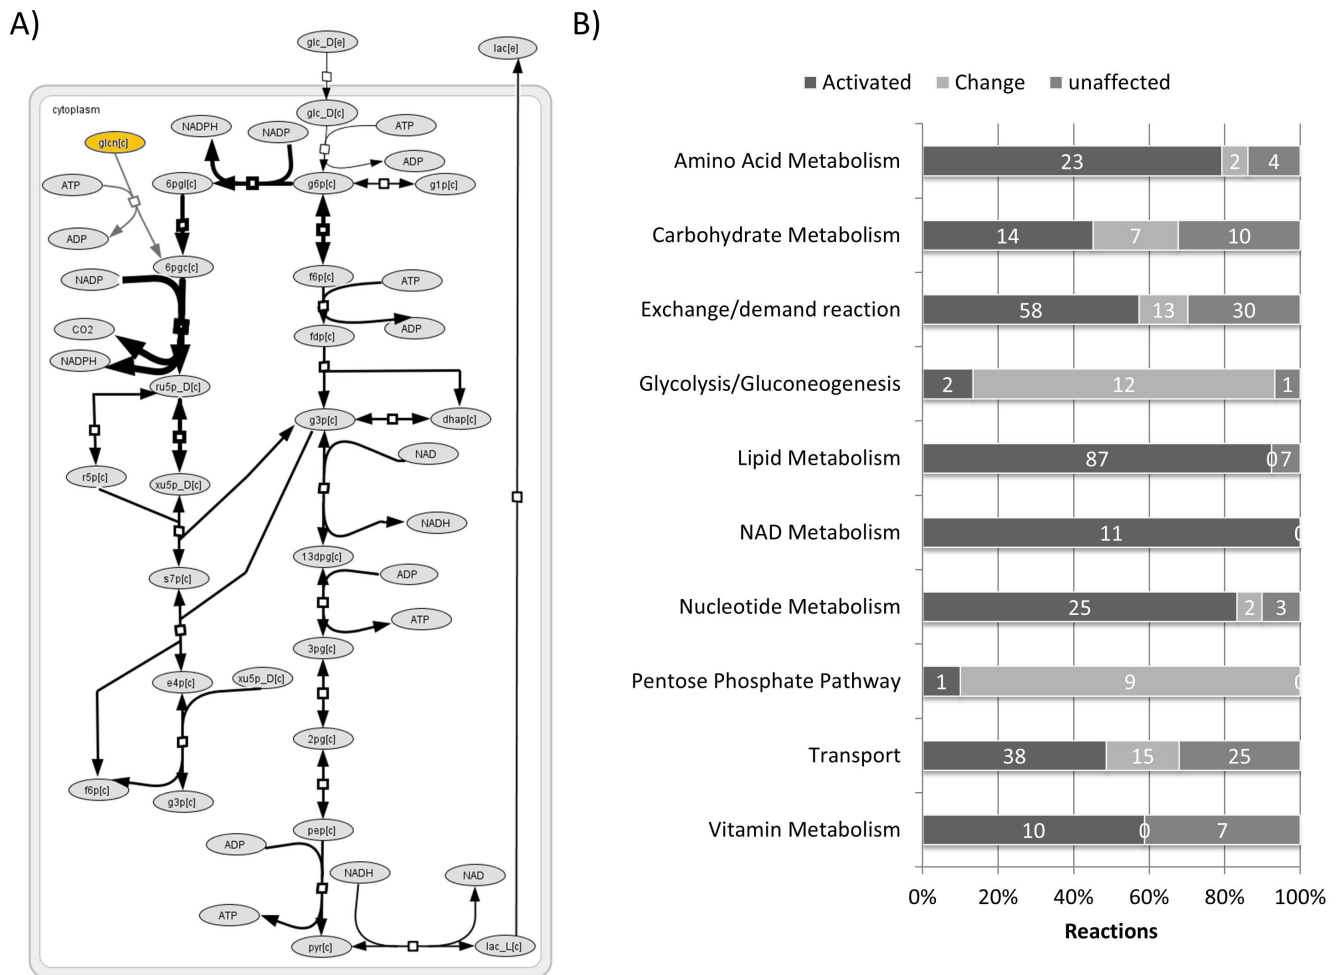 A)
glc_D[e]
lac[e]
cytoplasm
glc_D[c]
glcn[c]
NADPH
NADP
ATP
ADP
ATP
6pgl[c]
g6p[c]
g1p[c]
ADP
6pgc[c]
NADP
f6p[c]
ATP
CO2
ADP
NADPH
fdp[c]
ru5p_D[c]
g3p[c]
dhap[c]
NAD
r5p[c]
xu5p_D[c]
NADH
13dpg[c]
s7p[c]
ADP
ATP
3pg[c]
e4p[c]
xu5p_D[c]
2pg[c]
f6p[c]
g3p[c]
pep[c]
ADP
NADH
NAD
ATP
pyr[c]
lac_L[c]
B)
Activated Change unaffected
Amino Acid Metabolism 23 2 4
Carbohydrate Metabolism 14 7 10
Exchange/demand reaction 58 13 30
Glycolysis/Gluconeogenesis 2 12 1
Lipid Metabolism 87 0 7
NAD Metabolism 11 0
Nucleotide Metabolism 25 2 3
Pentose Phosphate Pathway 1 9 0
Transport 38 15 25
Vitamin Metabolism 10 0 7
0% 20% 40% 60% 80% 100%
Reactions